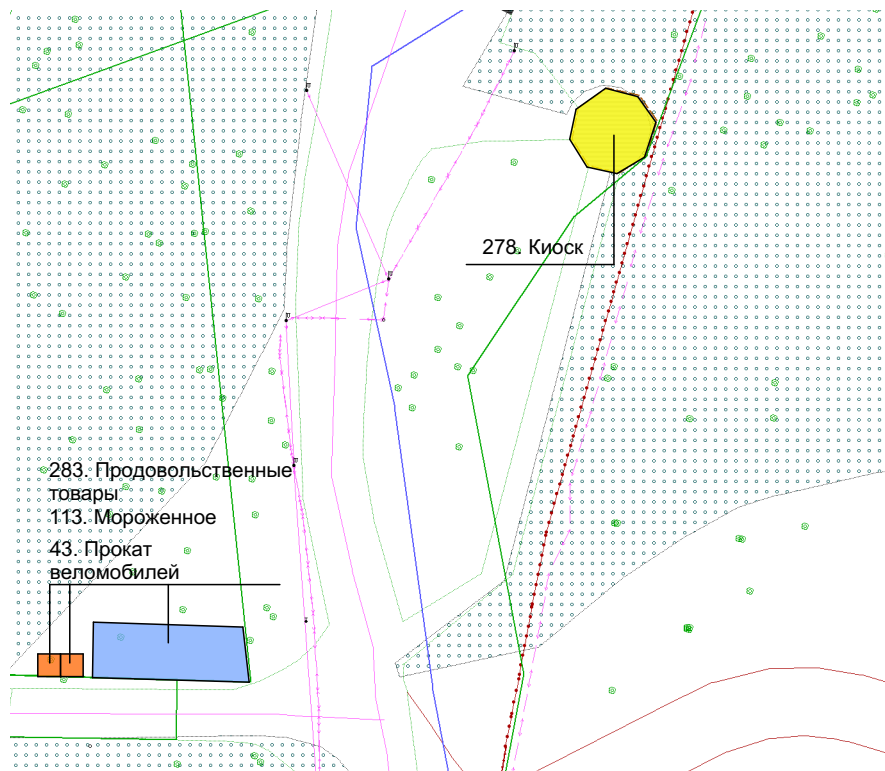 278. Киоск
283. Продовольственные
товары
113. Мороженное
43. Прокат
веломобилей